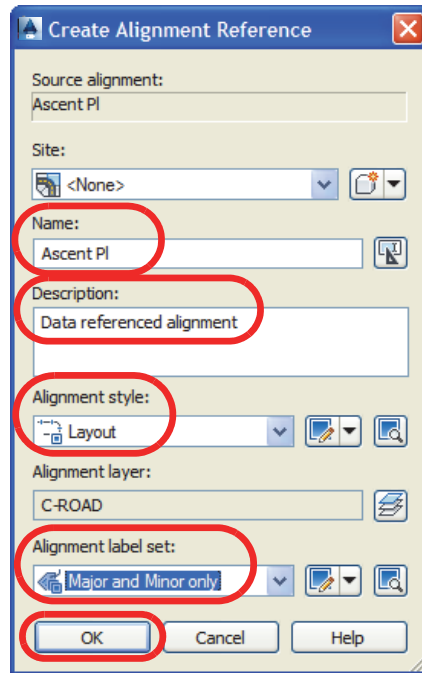 Create Alignment Reference
Source alignment:
Ascent Pl
Site:
<None>
Name:
Ascent Pl
Description:
Data referenced alignment
Alignment style:
Layout
Alignment layer:
C-ROAD
Alignment label set:
Major and Minor only
OK Cancel Help